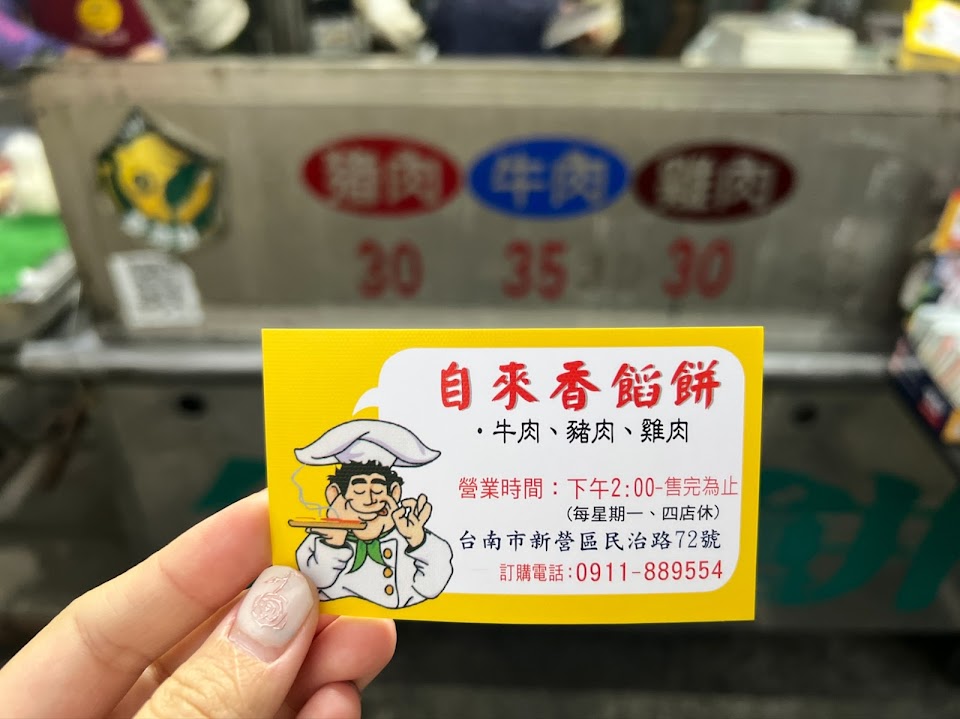 豬肉 牛肉 雞肉
30 35 30
自來香餡餅
・牛肉、豬肉、雞肉
營業時間：下午2:00-售完為止
(每星期一、四店休)
台南市新營區民治路72號
訂購電話:0911-889554